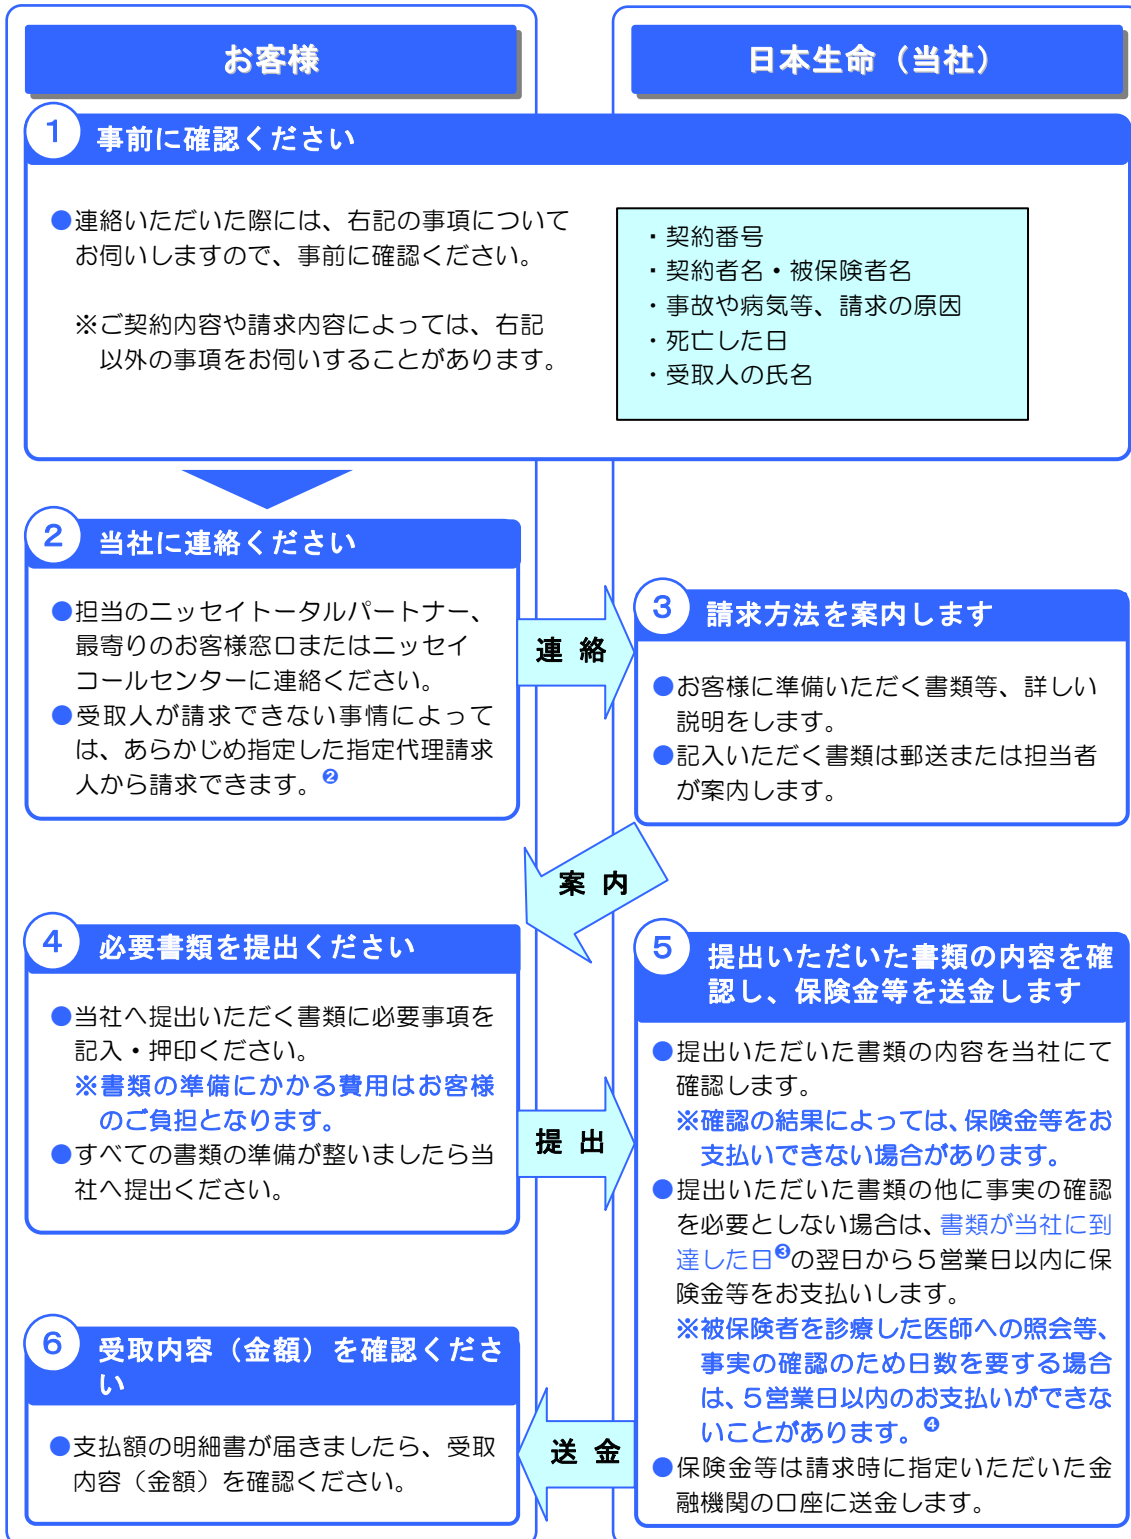 お客様
日本生命（当社）
1 事前に確認ください
●連絡いただいた際には、右記の事項について
お伺いしますので、事前に確認ください。
※ご契約内容や請求内容によっては、右記
以外の事項をお伺いすることがあります。
・契約番号
・契約者名・被保険者名
・事故や病気等、請求の原因
・死亡した日
・受取人の氏名
2 当社に連絡ください
●担当のニッセイトータルパートナー、
最寄りのお客様窓口またはニッセイ
コールセンターに連絡ください。
●受取人が請求できない事情によって
は、あらかじめ指定した指定代理請求
人から請求できます。❷
連 絡
3 請求方法を案内します
●お客様に準備いただく書類等、詳しい
説明をします。
●記入いただく書類は郵送または担当者
が案内します。
案 内
4 必要書類を提出ください
●当社へ提出いただく書類に必要事項を
記入・押印ください。
※書類の準備にかかる費用はお客様
のご負担となります。
●すべての書類の準備が整いましたら当
社へ提出ください。
提 出
5 提出いただいた書類の内容を確
認し、保険金等を送金します
●提出いただいた書類の内容を当社にて
確認します。
※確認の結果によっては、保険金等をお
支払いできない場合があります。
●提出いただいた書類の他に事実の確認
を必要としない場合は、書類が当社に到
達した日❸の翌日から５営業日以内に保
険金等をお支払いします。
※被保険者を診療した医師への照会等、
事実の確認のため日数を要する場合
は、５営業日以内のお支払いができな
いことがあります。❹
●保険金等は請求時に指定いただいた金
融機関の口座に送金します。
送 金
6 受取内容（金額）を確認くださ
い
●支払額の明細書が届きましたら、受取
内容（金額）を確認ください。